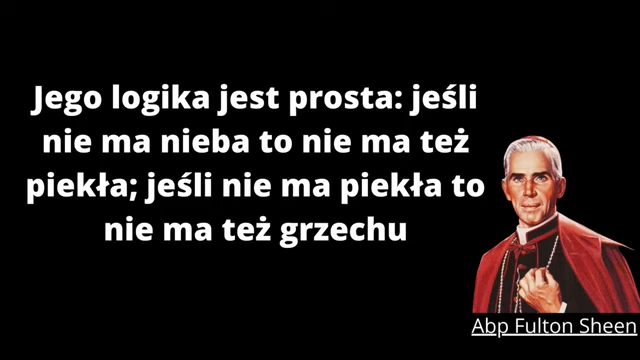 Jego logika jest prosta: jeśli
nie ma nieba to nie ma też
piekła; jeśli nie ma piekła to
nie ma też grzechu
Abp Fulton Sheen